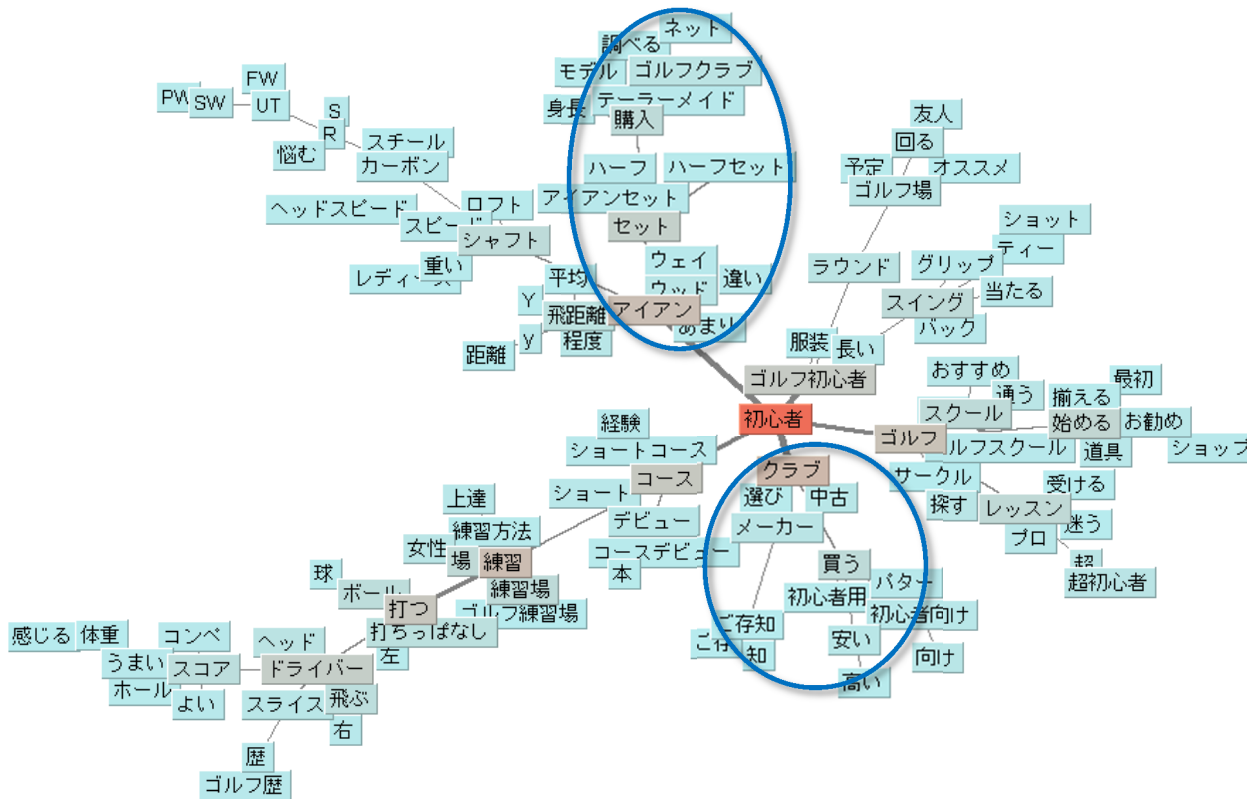 ネット
調べる
モデル
ゴルフクラブ
身長
テーラーメイド
購入
ハーフ
ハーフセット
アイアンセット
セット
ウェイ
ウッド
違い
あまり
アイアン
FW
PW
SW
UT
S
R
悩む
スチール
カーボン
ヘッドスピード
ロフト
スピード
シャフト
重い
平均
Y
飛距離
y
程度
距離
友人
回る
予定
オススメ
ゴルフ場
ショット
ティー
ラウンド
グリップ
当たる
スイング
バック
服装
長い
ゴルフ初心者
初心者
おすすめ
最初
通う
揃える
スクール
始める
お勧め
ゴルフ
道具
ショップ
サークル
受ける
探す
レッスン
迷う
プロ
超
超初心者
経験
ショートコース
コース
ショート
デビュー
コースデビュー
本
クラブ
選び
中古
メーカー
買う
パター
初心者用
初心者向け
ご存知
安い
知
向け
高い
上達
練習方法
女性
場
練習
練習場
ゴルフ練習場
球
ボール
打つ
打ちっぱなし
左
感じる
体重
コンペ
ヘッド
うまい
スコア
ドライバー
ホール
よい
スライス
飛ぶ
右
歴
ゴルフ歴